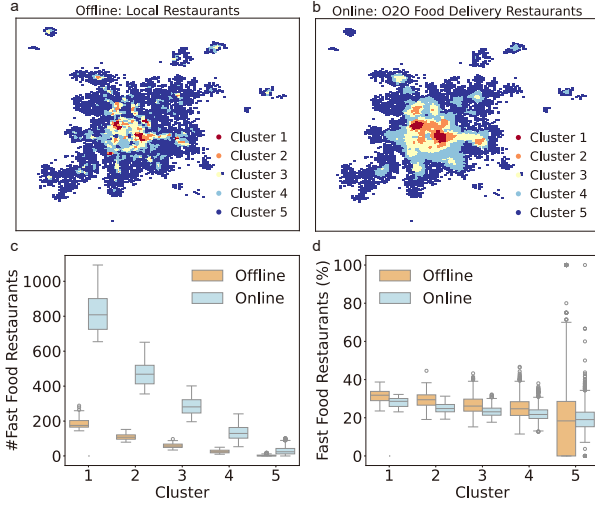 a
Offline: Local Restaurants
Cluster 1
Cluster 2
Cluster 3
Cluster 4
Cluster 5
b
Online: O2O Food Delivery Restaurants
Cluster 1
Cluster 2
Cluster 3
Cluster 4
Cluster 5
c
#Fast Food Restaurants
1000
800
600
400
200
0
Offline
Online
1 2 3 4 5
Cluster
d
Fast Food Restaurants (%)
100
80
60
40
20
0
Offline
Online
1 2 3 4 5
Cluster